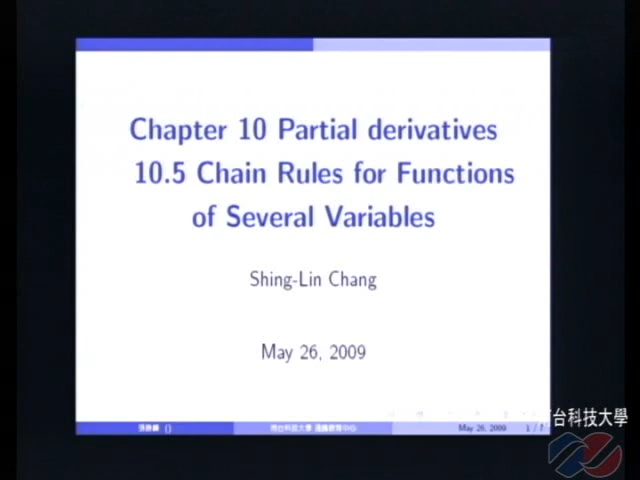 Chapter 10 Partial derivatives
10.5 Chain Rules for Functions
of Several Variables
Shing-Lin Chang
May 26, 2009
May 26, 2009
1 /
台科技大學